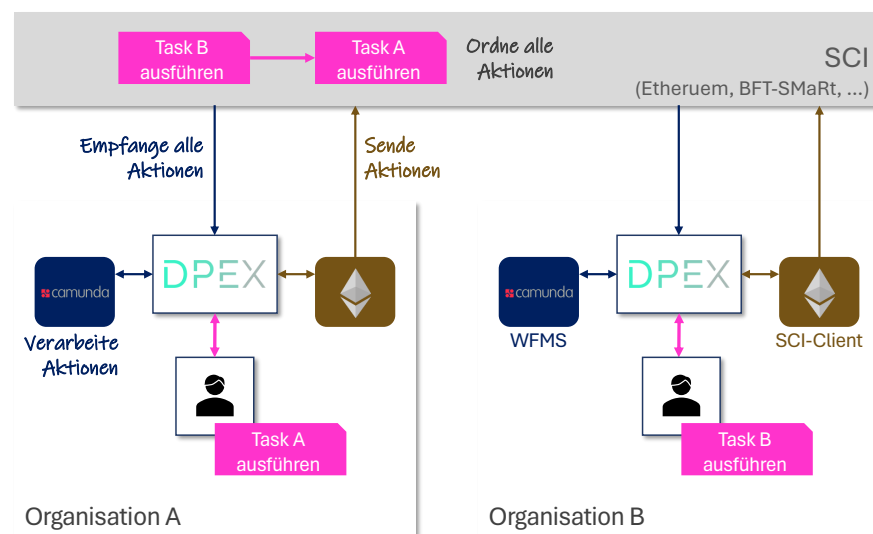 Task B
ausführen
Task A
ausführen
Ordne alle
Aktionen
SCI
(Etheruem, BFT-SMaRt, ...)
Empfange alle
Aktionen
Sende
Aktionen
DPEX
camunda
Verarbeite
Aktionen
Task A
ausführen
Organisation A
DPEX
camunda
WFMS
SCI-Client
Task B
ausführen
Organisation B